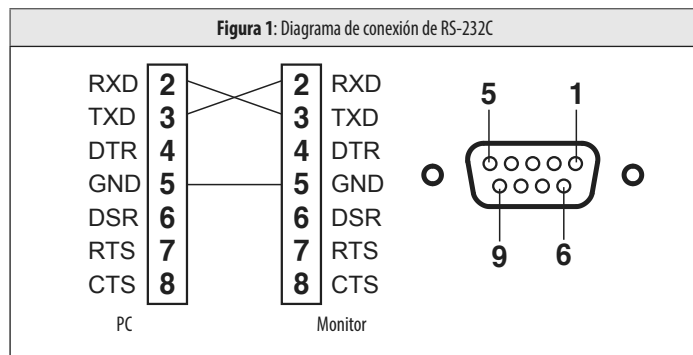 Figura 1: Diagrama de conexión de RS-232C
RXD 2 2 RXD
TXD 3 3 TXD
DTR 4 4 DTR
GND 5 5 GND
DSR 6 6 DSR
RTS 7 7 RTS
CTS 8 8 CTS
PC Monitor
5 1
9 6